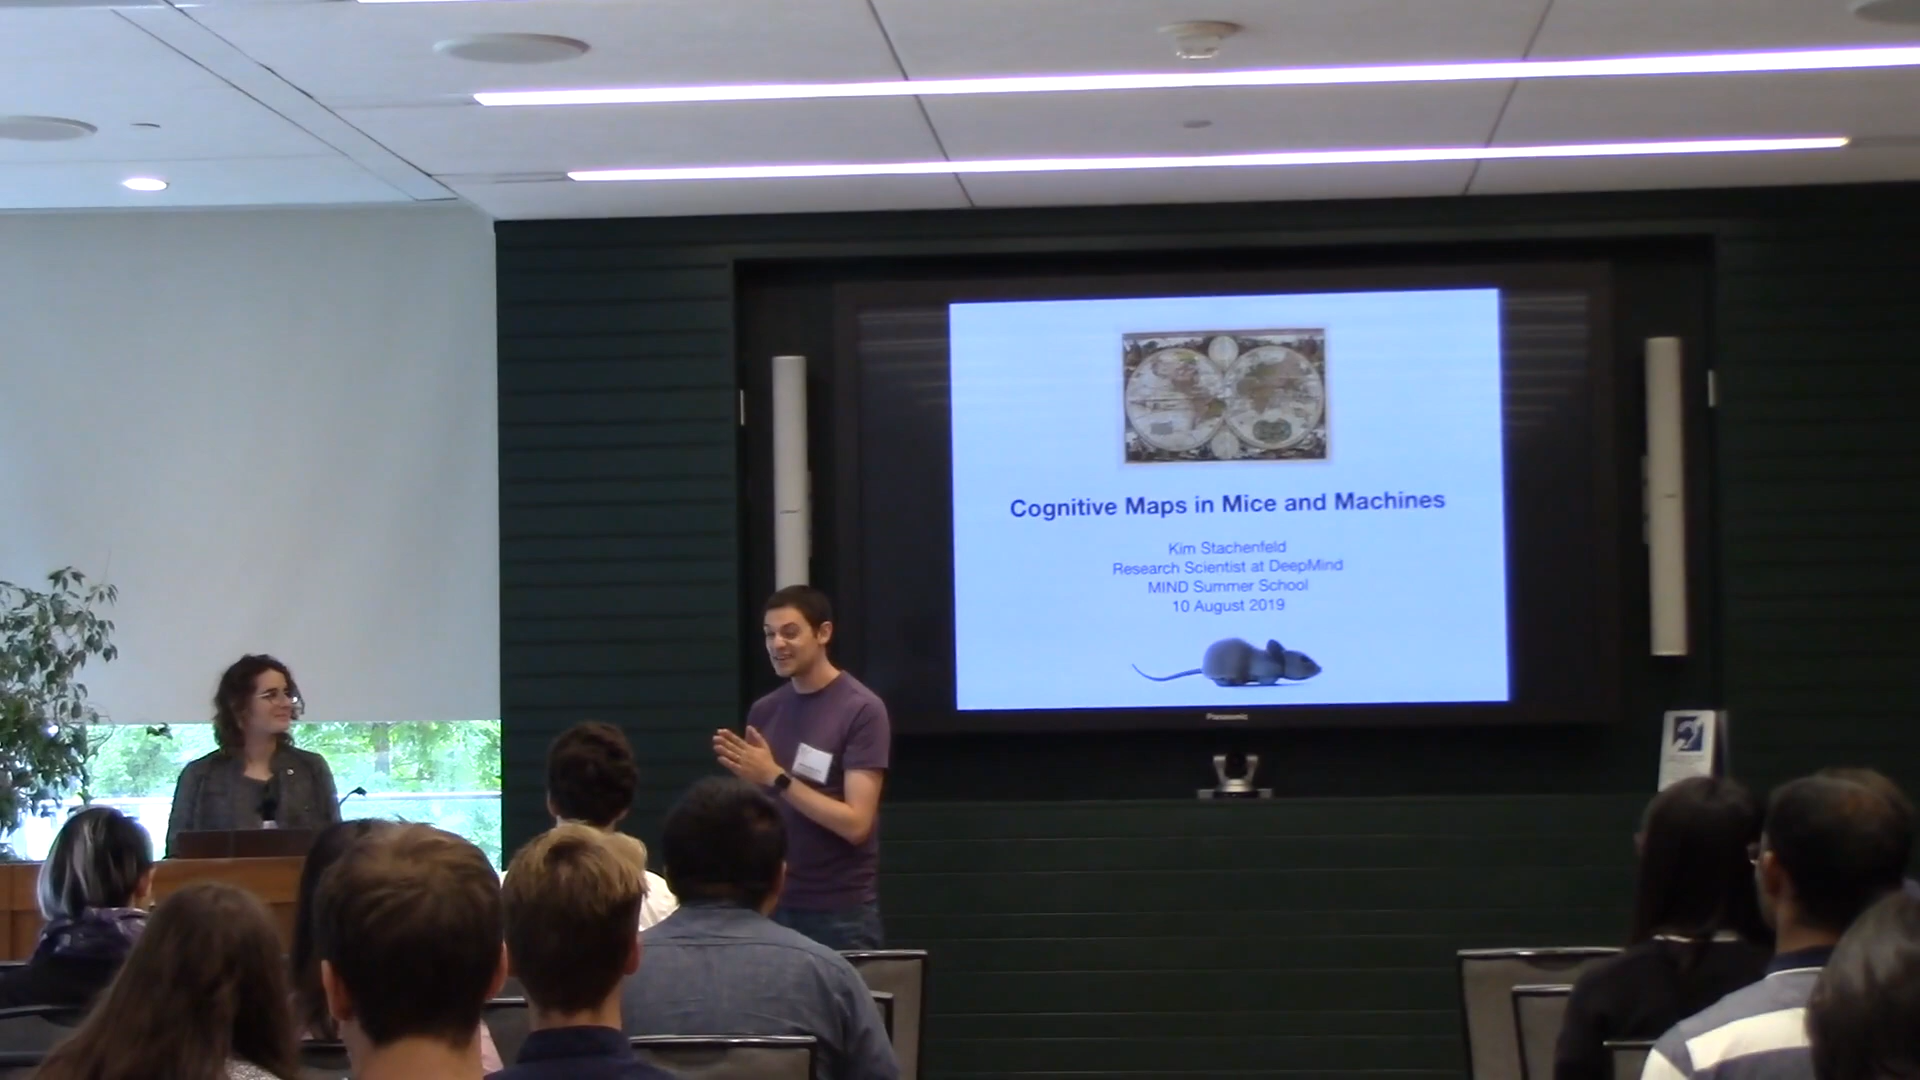 Cognitive Maps in Mice and Machines
Kim Stachenfeld
Research Scientist at DeepMind
MIND Summer School
10 August 2019
Panasonic